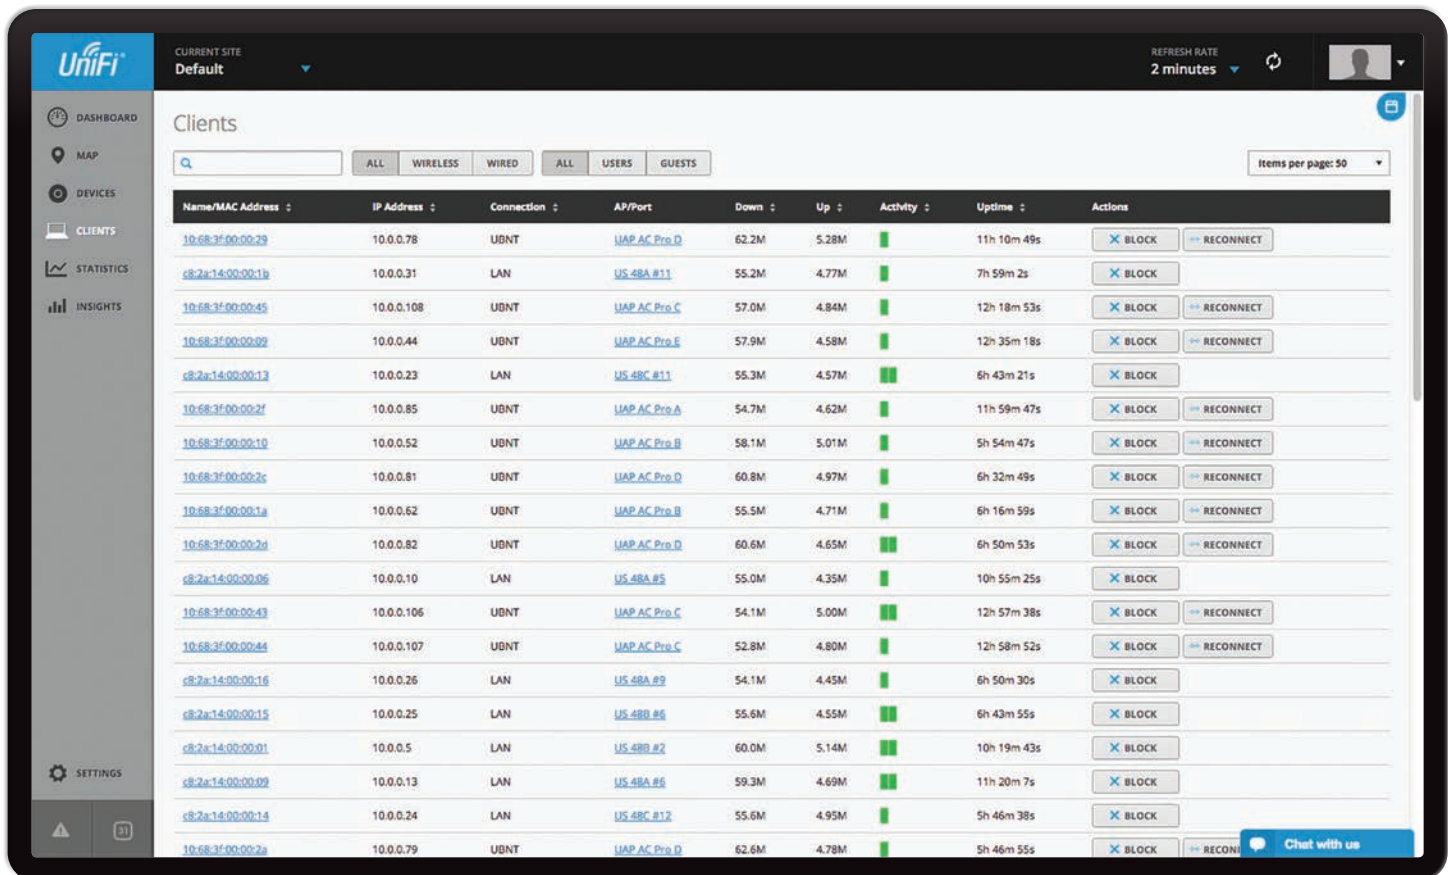 UniFi
CURRENT SITE
Default
REFRESH RATE
2 minutes
DASHBOARD
MAP
DEVICES
CLIENTS
STATISTICS
INSIGHTS
SETTINGS
31
Clients
ALL WIRELESS WIRED ALL USERS GUESTS Items per page: 50
Name/MAC Address IP Address Connection AP/Port Down Up Activity Uptime Actions
10:68:3f:00:00:29 10.0.0.78 UBNT UAP AC Pro D 62.2M 5.28M 11h 10m 49s BLOCK RECONNECT
c8:2a:14:00:00:1b 10.0.0.31 LAN US 48A #11 55.2M 4.77M 7h 59m 2s BLOCK
10:68:3f:00:00:45 10.0.0.108 UBNT UAP AC Pro C 57.0M 4.84M 12h 18m 53s BLOCK RECONNECT
10:68:3f:00:00:09 10.0.0.44 UBNT UAP AC Pro E 57.9M 4.58M 12h 35m 18s BLOCK RECONNECT
c8:2a:14:00:00:13 10.0.0.23 LAN US 48C #11 55.3M 4.57M 6h 43m 21s BLOCK
10:68:3f:00:00:2f 10.0.0.85 UBNT UAP AC Pro A 54.7M 4.62M 11h 59m 47s BLOCK RECONNECT
10:68:3f:00:00:10 10.0.0.52 UBNT UAP AC Pro B 58.1M 5.01M 5h 54m 47s BLOCK RECONNECT
10:68:3f:00:00:2c 10.0.0.81 UBNT UAP AC Pro D 60.8M 4.97M 6h 32m 49s BLOCK RECONNECT
10:68:3f:00:00:1a 10.0.0.62 UBNT UAP AC Pro B 55.5M 4.71M 6h 16m 59s BLOCK RECONNECT
10:68:3f:00:00:2d 10.0.0.82 UBNT UAP AC Pro D 60.6M 4.65M 6h 50m 53s BLOCK RECONNECT
c8:2a:14:00:00:06 10.0.0.10 LAN US 48A #5 55.0M 4.35M 10h 55m 25s BLOCK
10:68:3f:00:00:43 10.0.0.106 UBNT UAP AC Pro C 54.1M 5.00M 12h 57m 38s BLOCK RECONNECT
10:68:3f:00:00:44 10.0.0.107 UBNT UAP AC Pro C 52.8M 4.80M 12h 58m 52s BLOCK RECONNECT
c8:2a:14:00:00:16 10.0.0.26 LAN US 48A #9 54.1M 4.45M 6h 50m 30s BLOCK
c8:2a:14:00:00:15 10.0.0.25 LAN US 48B #6 55.6M 4.55M 6h 43m 55s BLOCK
c8:2a:14:00:00:01 10.0.0.5 LAN US 48B #2 60.0M 5.14M 10h 19m 43s BLOCK
c8:2a:14:00:00:09 10.0.0.13 LAN US 48A #6 59.3M 4.69M 11h 20m 7s BLOCK
c8:2a:14:00:00:14 10.0.0.24 LAN US 48C #12 55.6M 4.95M 5h 46m 38s BLOCK
10:68:3f:00:00:2a 10.0.0.79 UBNT UAP AC Pro D 62.6M 4.78M 5h 46m 55s BLOCK RECONI
Chat with us